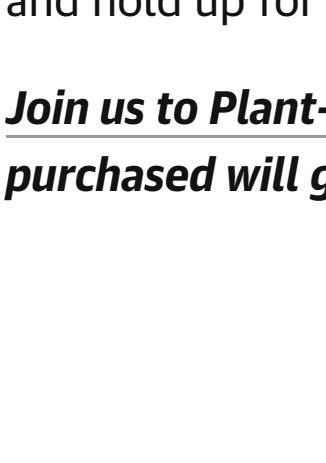 and hold up for
Join us to Plant-
purchased will g